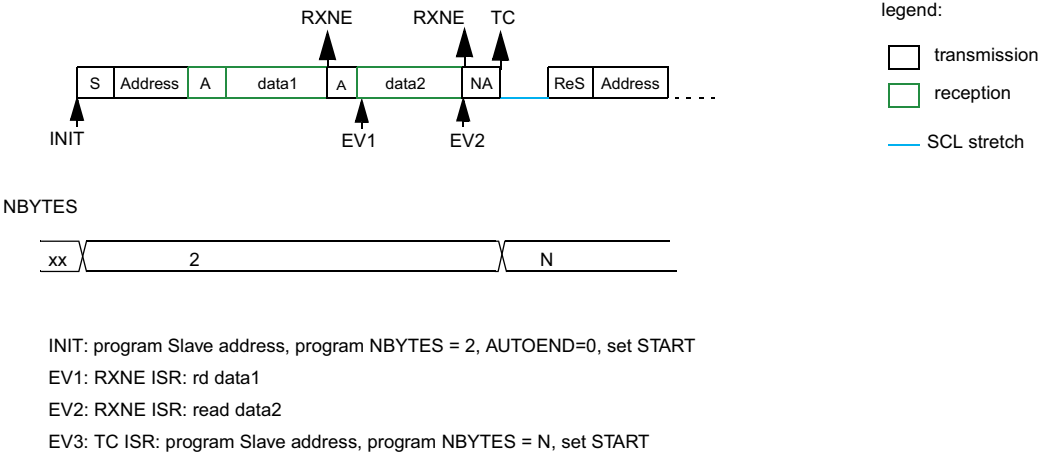 RXNE RXNE TC
legend:
S Address A data1 A data2 NA ReS Address
transmission
reception
INIT EV1 EV2
SCL stretch
NBYTES
xx 2 N
INIT: program Slave address, program NBYTES = 2, AUTOEND=0, set START
EV1: RXNE ISR: rd data1
EV2: RXNE ISR: read data2
EV3: TC ISR: program Slave address, program NBYTES = N, set START